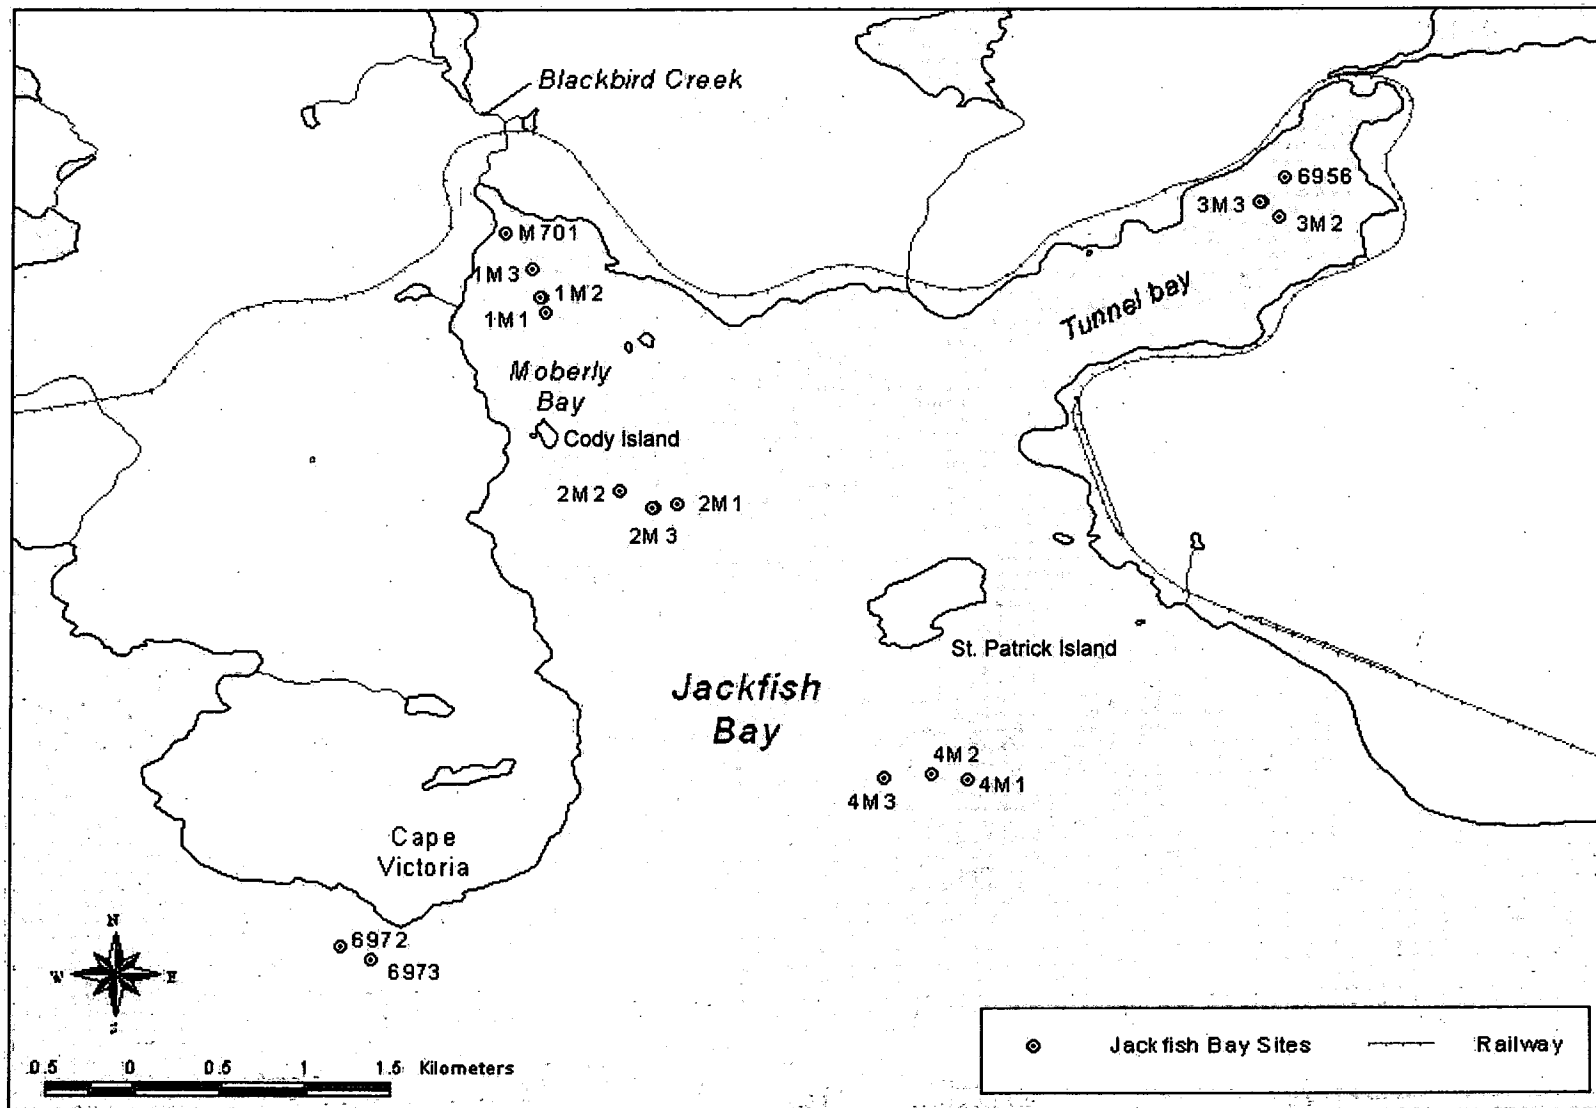 Blackbird Creek
6956
3M3
3M2
M701
1M3
1M2
1M1
Tunnel bay
Moberly
Bay
Cody Island
2M2
2M1
2M3
St. Patrick Island
Jackfish
Bay
4M2
4M1
4M3
Cape
Victoria
N
W
E
S
6972
6973
0.5 0 0.5 1 1.5 Kilometers
Jackfish Bay Sites
Railway